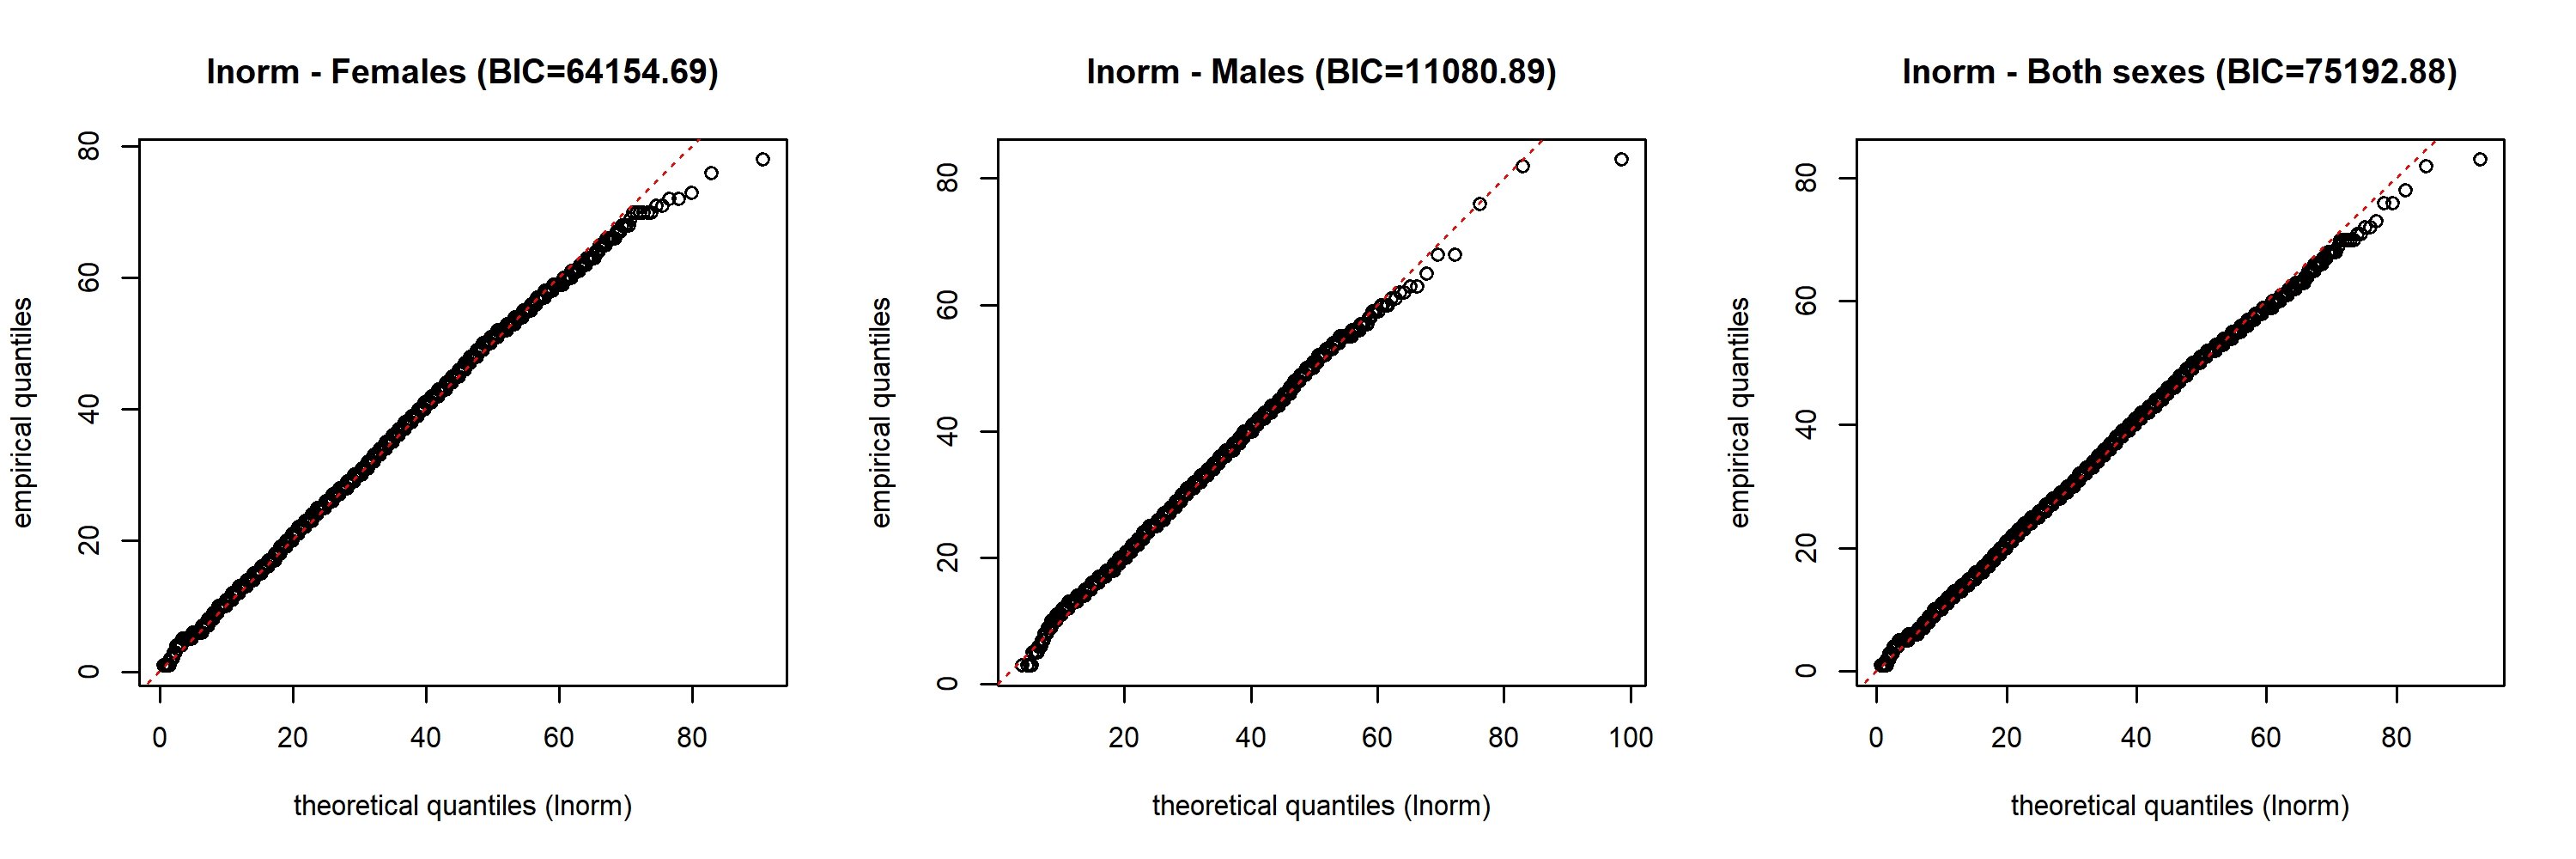 lnorm - Females (BIC=64154.69)
empirical quantiles
80
60
40
20
0
0 20 40 60 80
theoretical quantiles (lnorm)
lnorm - Males (BIC=11080.89)
empirical quantiles
80
60
40
20
0
20 40 60 80 100
theoretical quantiles (lnorm)
lnorm - Both sexes (BIC=75192.88)
empirical quantiles
80
60
40
20
0
0 20 40 60 80
theoretical quantiles (lnorm)